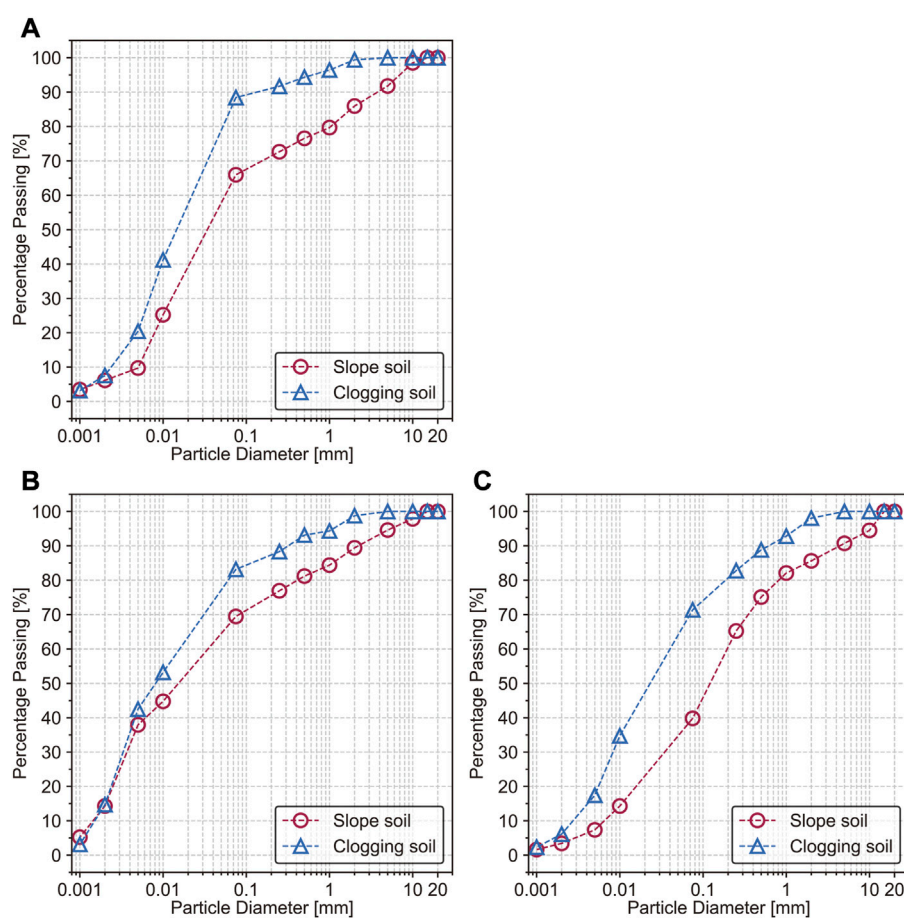 A
Percentage Passing [%]
100
90
80
70
60
50
40
30
20
10
0
Slope soil
Clogging soil
0.001 0.01 0.1 1 10 20
Particle Diameter [mm]
B
Percentage Passing [%]
100
90
80
70
60
50
40
30
20
10
0
Slope soil
Clogging soil
0.001 0.01 0.1 1 10 20
Particle Diameter [mm]
C
Percentage Passing [%]
100
90
80
70
60
50
40
30
20
10
0
Slope soil
Clogging soil
0.001 0.01 0.1 1 10 20
Particle Diameter [mm]